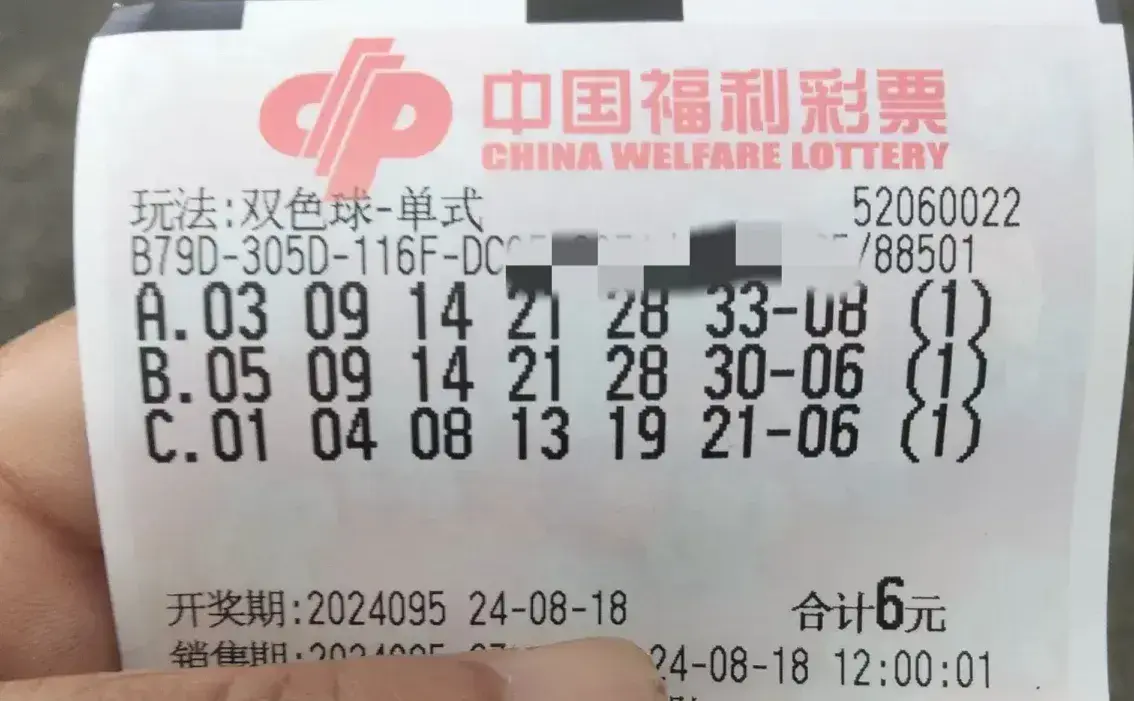 中国福利彩票
CHINA WELFARE LOTTERY
玩法:双色球-单式 52060022
B79D-305D-116F-DC /88501
A.03 09 14 21 28 33-08 (1)
B.05 09 14 21 28 30-06 (1)
C.01 04 08 13 19 21-06 (1)
开奖期:2024095 24-08-18 合计6元
销售期:2024095 24-08-18 12:00:01